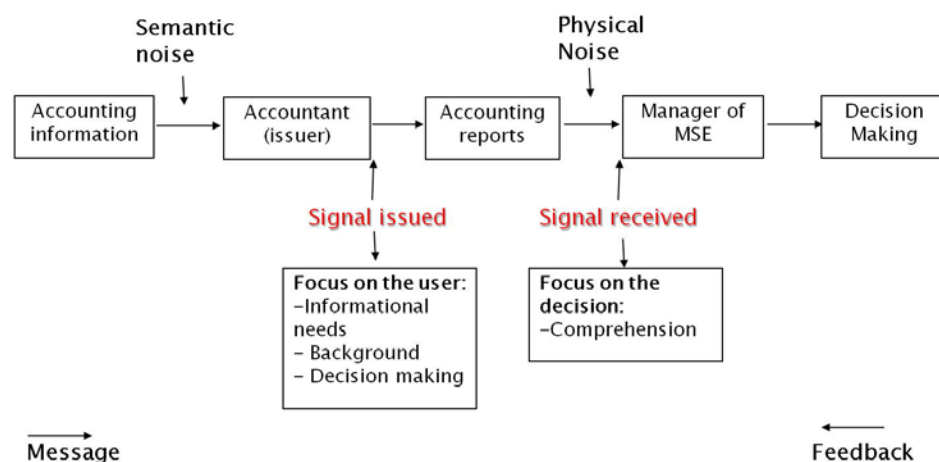 Semantic
noise
Physical
Noise
Accounting
information
Accountant
(issuer)
Accounting
reports
Manager of
MSE
Decision
Making
Signal issued
Signal received
Focus on the user:
-Informational
needs
- Background
- Decision making
Focus on the
decision:
-Comprehension
Message
Feedback